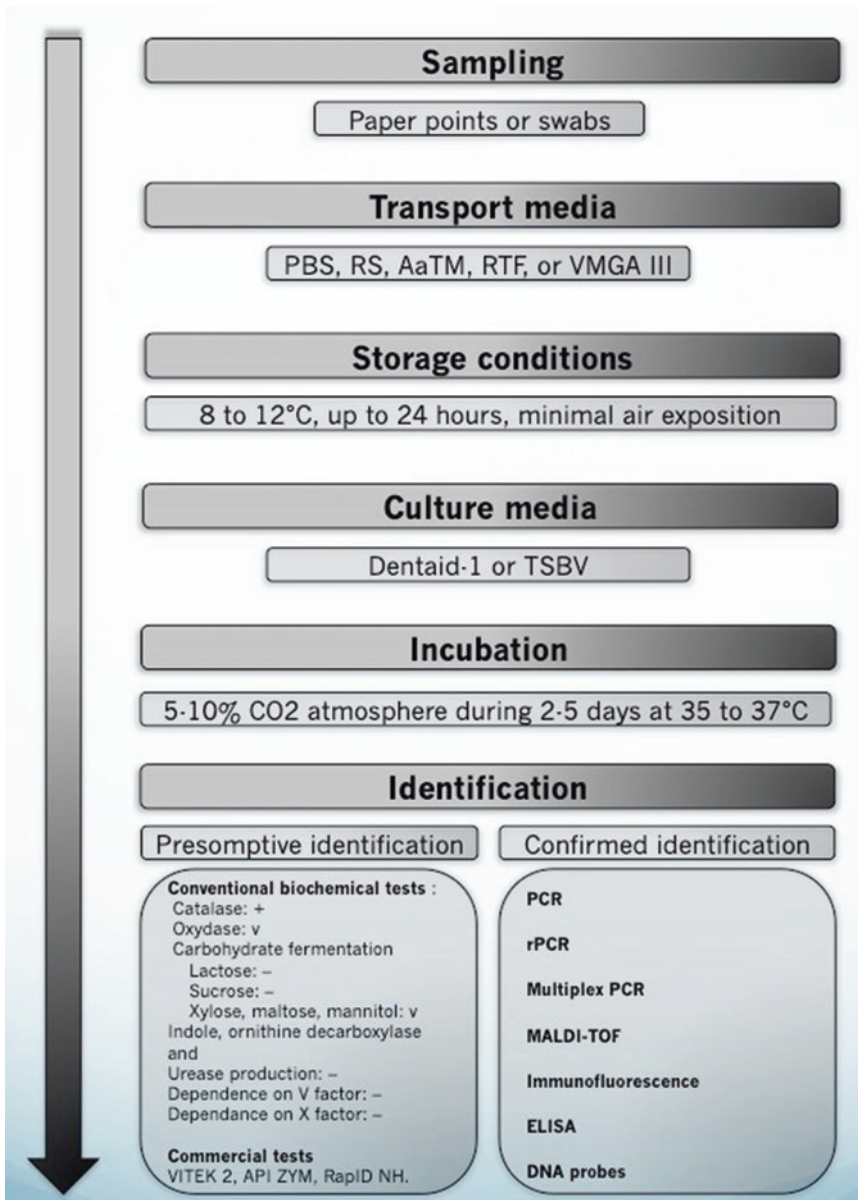 Sampling
Paper points or swabs
Transport media
PBS, RS, AaTM, RTF, or VMGA III
Storage conditions
8 to 12°C, up to 24 hours, minimal air exposition
Culture media
Dentaid-1 or TSBV
Incubation
5-10% CO2 atmosphere during 2-5 days at 35 to 37°C
Identification
Presomptive identification
Conventional biochemical tests :
Catalase: +
Oxydase: v
Carbohydrate fermentation
Lactose: –
Sucrose: –
Xylose, maltose, mannitol: v
Indole, ornithine decarboxylase
and
Urease production: –
Dependence on V factor: –
Dependance on X factor: –
Commercial tests
VITEK 2, API ZYM, RapID NH.
Confirmed identification
PCR
rPCR
Multiplex PCR
MALDI-TOF
Immunofluorescence
ELISA
DNA probes